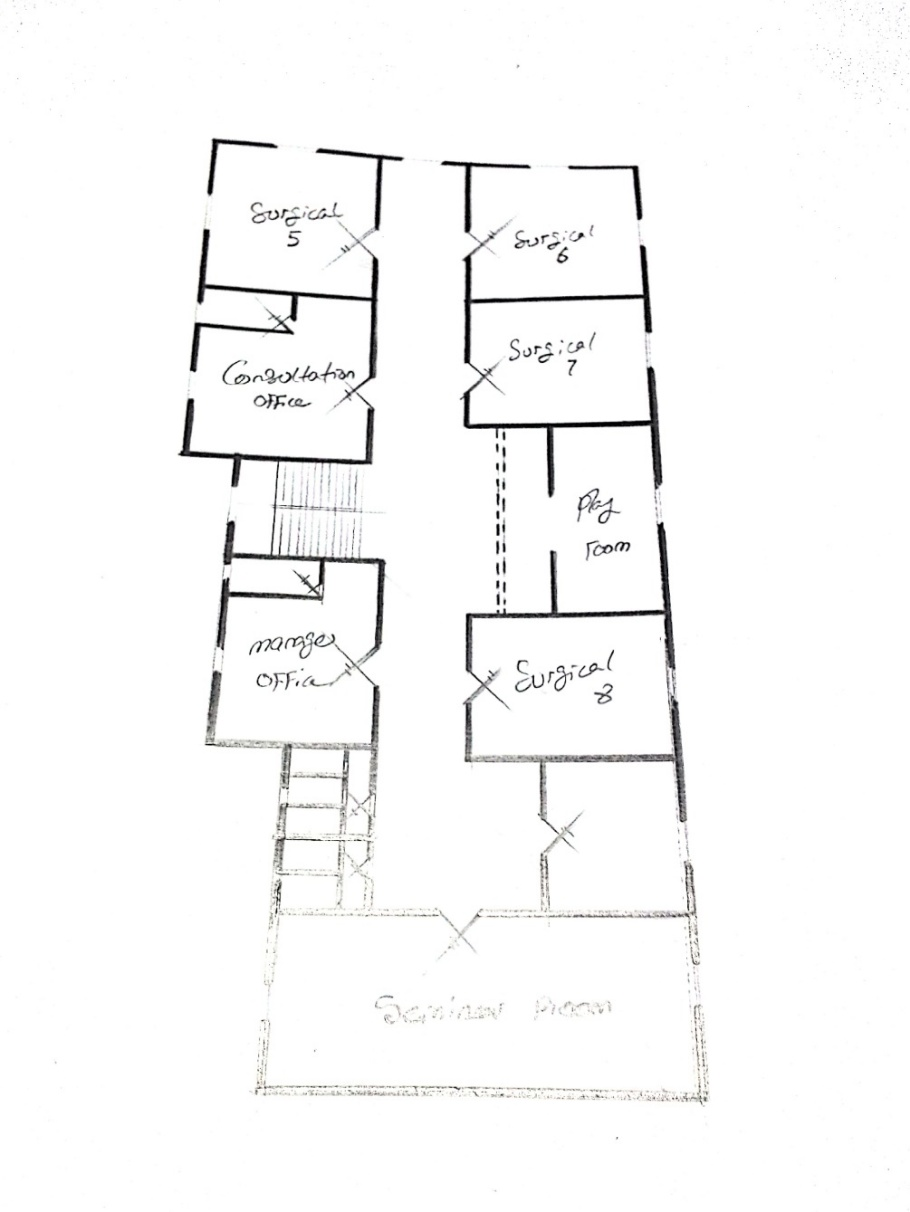 Surgical
5
Surgical
6
Surgical
7
Consultation
OFFice
Play
room
manager
OFFice
Surgical
8
Seminar Room